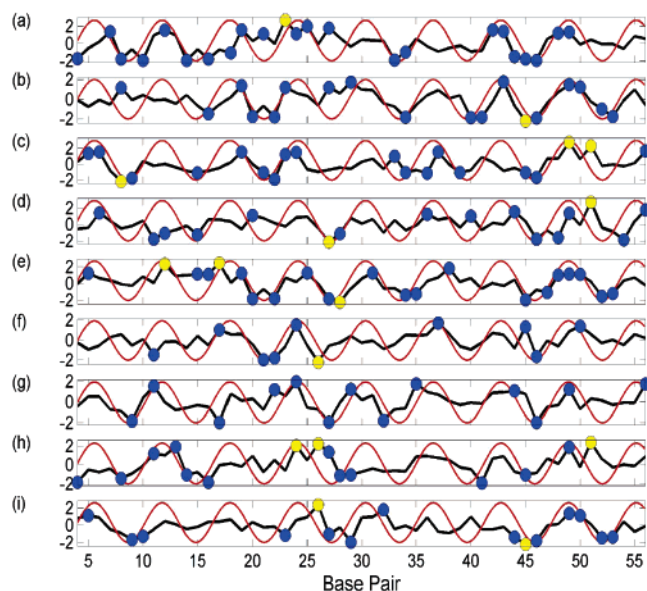 (a) 2 0 -2
(b) 2 0 -2
(c) 2 0 -2
(d) 2 0 -2
(e) 2 0 -2
(f) 2 0 -2
(g) 2 0 -2
(h) 2 0 -2
(i) 2 0 -2
5 10 15 20 25 30 35 40 45 50 55
Base Pair